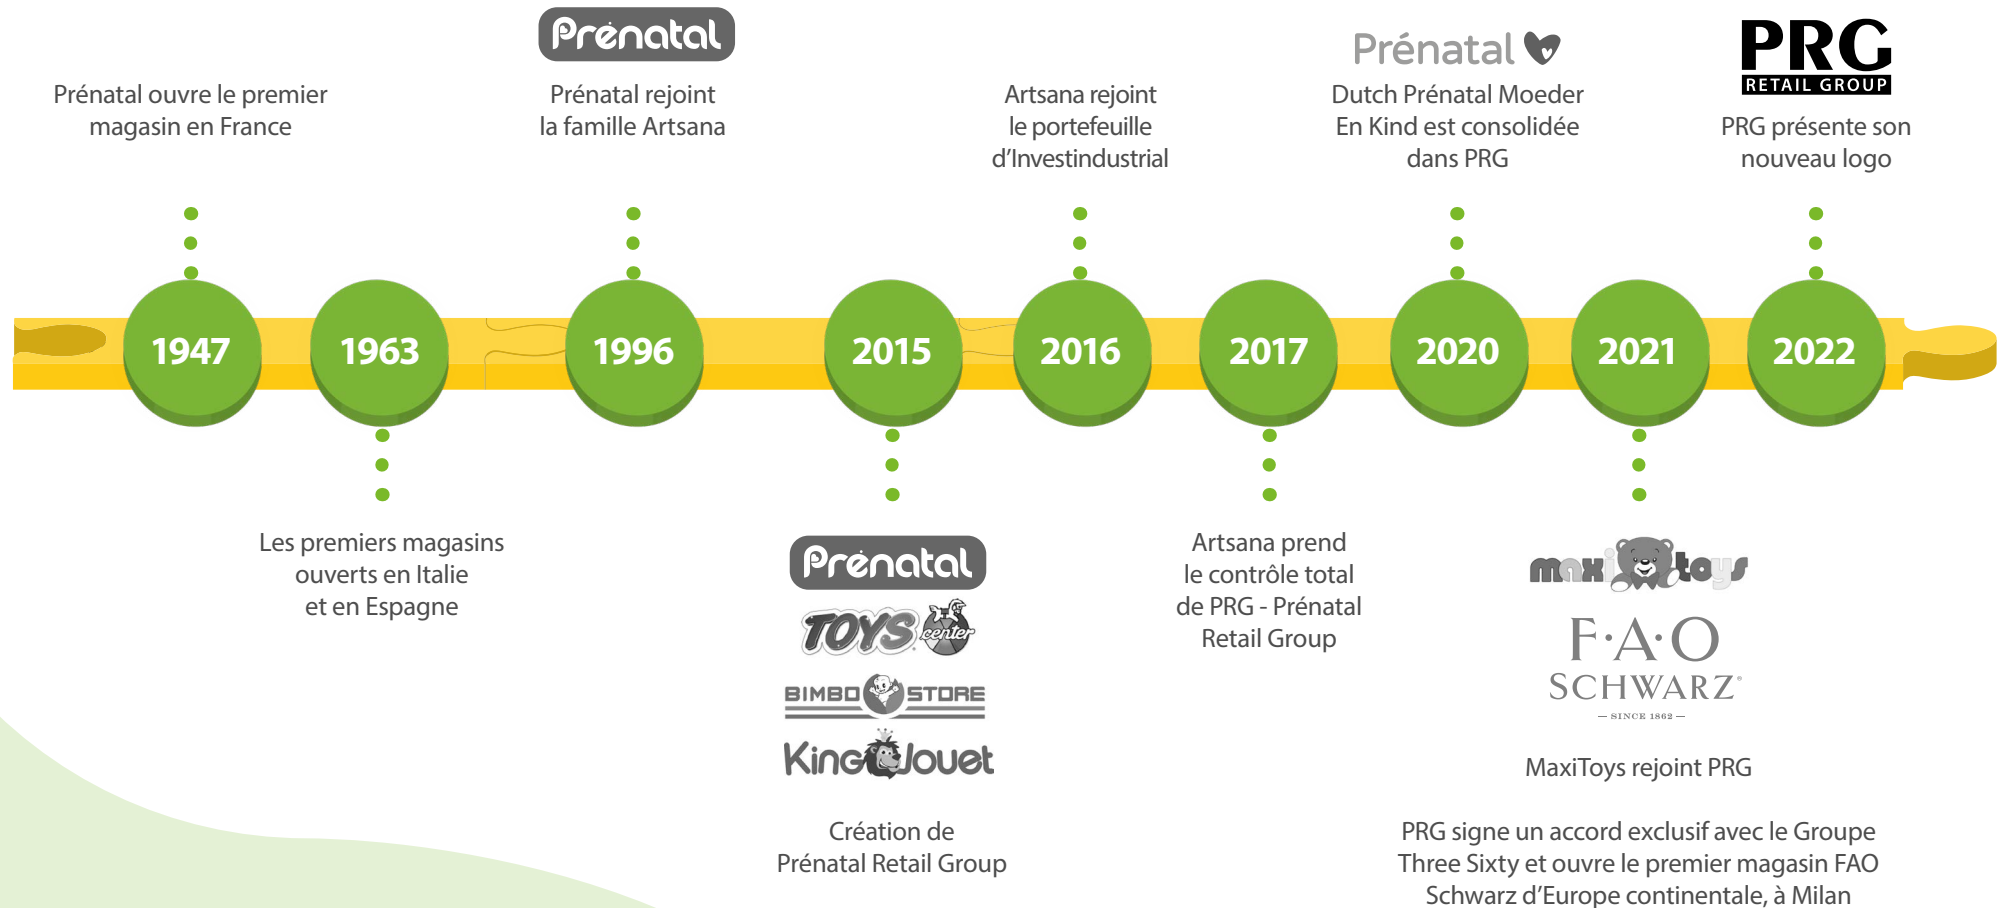 Prénatal ouvre le premier
magasin en France
1947
1963
Les premiers magasins
ouverts en Italie
et en Espagne
Prénatal
Prénatal rejoint
la famille Artsana
1996
2015
Prénatal
TOYS center
BIMBO STORE
King Jouet
Création de
Prénatal Retail Group
Artsana rejoint
le portefeuille
d’Investindustrial
2016
2017
Artsana prend
le contrôle total
de PRG - Prénatal
Retail Group
Prénatal
Dutch Prénatal Moeder
En Kind est consolidée
dans PRG
2020
2021
maxi toys
F·A·O
SCHWARZ®
— SINCE 1862 —
MaxiToys rejoint PRG
PRG signe un accord exclusif avec le Groupe
Three Sixty et ouvre le premier magasin FAO
Schwarz d’Europe continentale, à Milan
PRG
RETAIL GROUP
PRG présente son
nouveau logo
2022